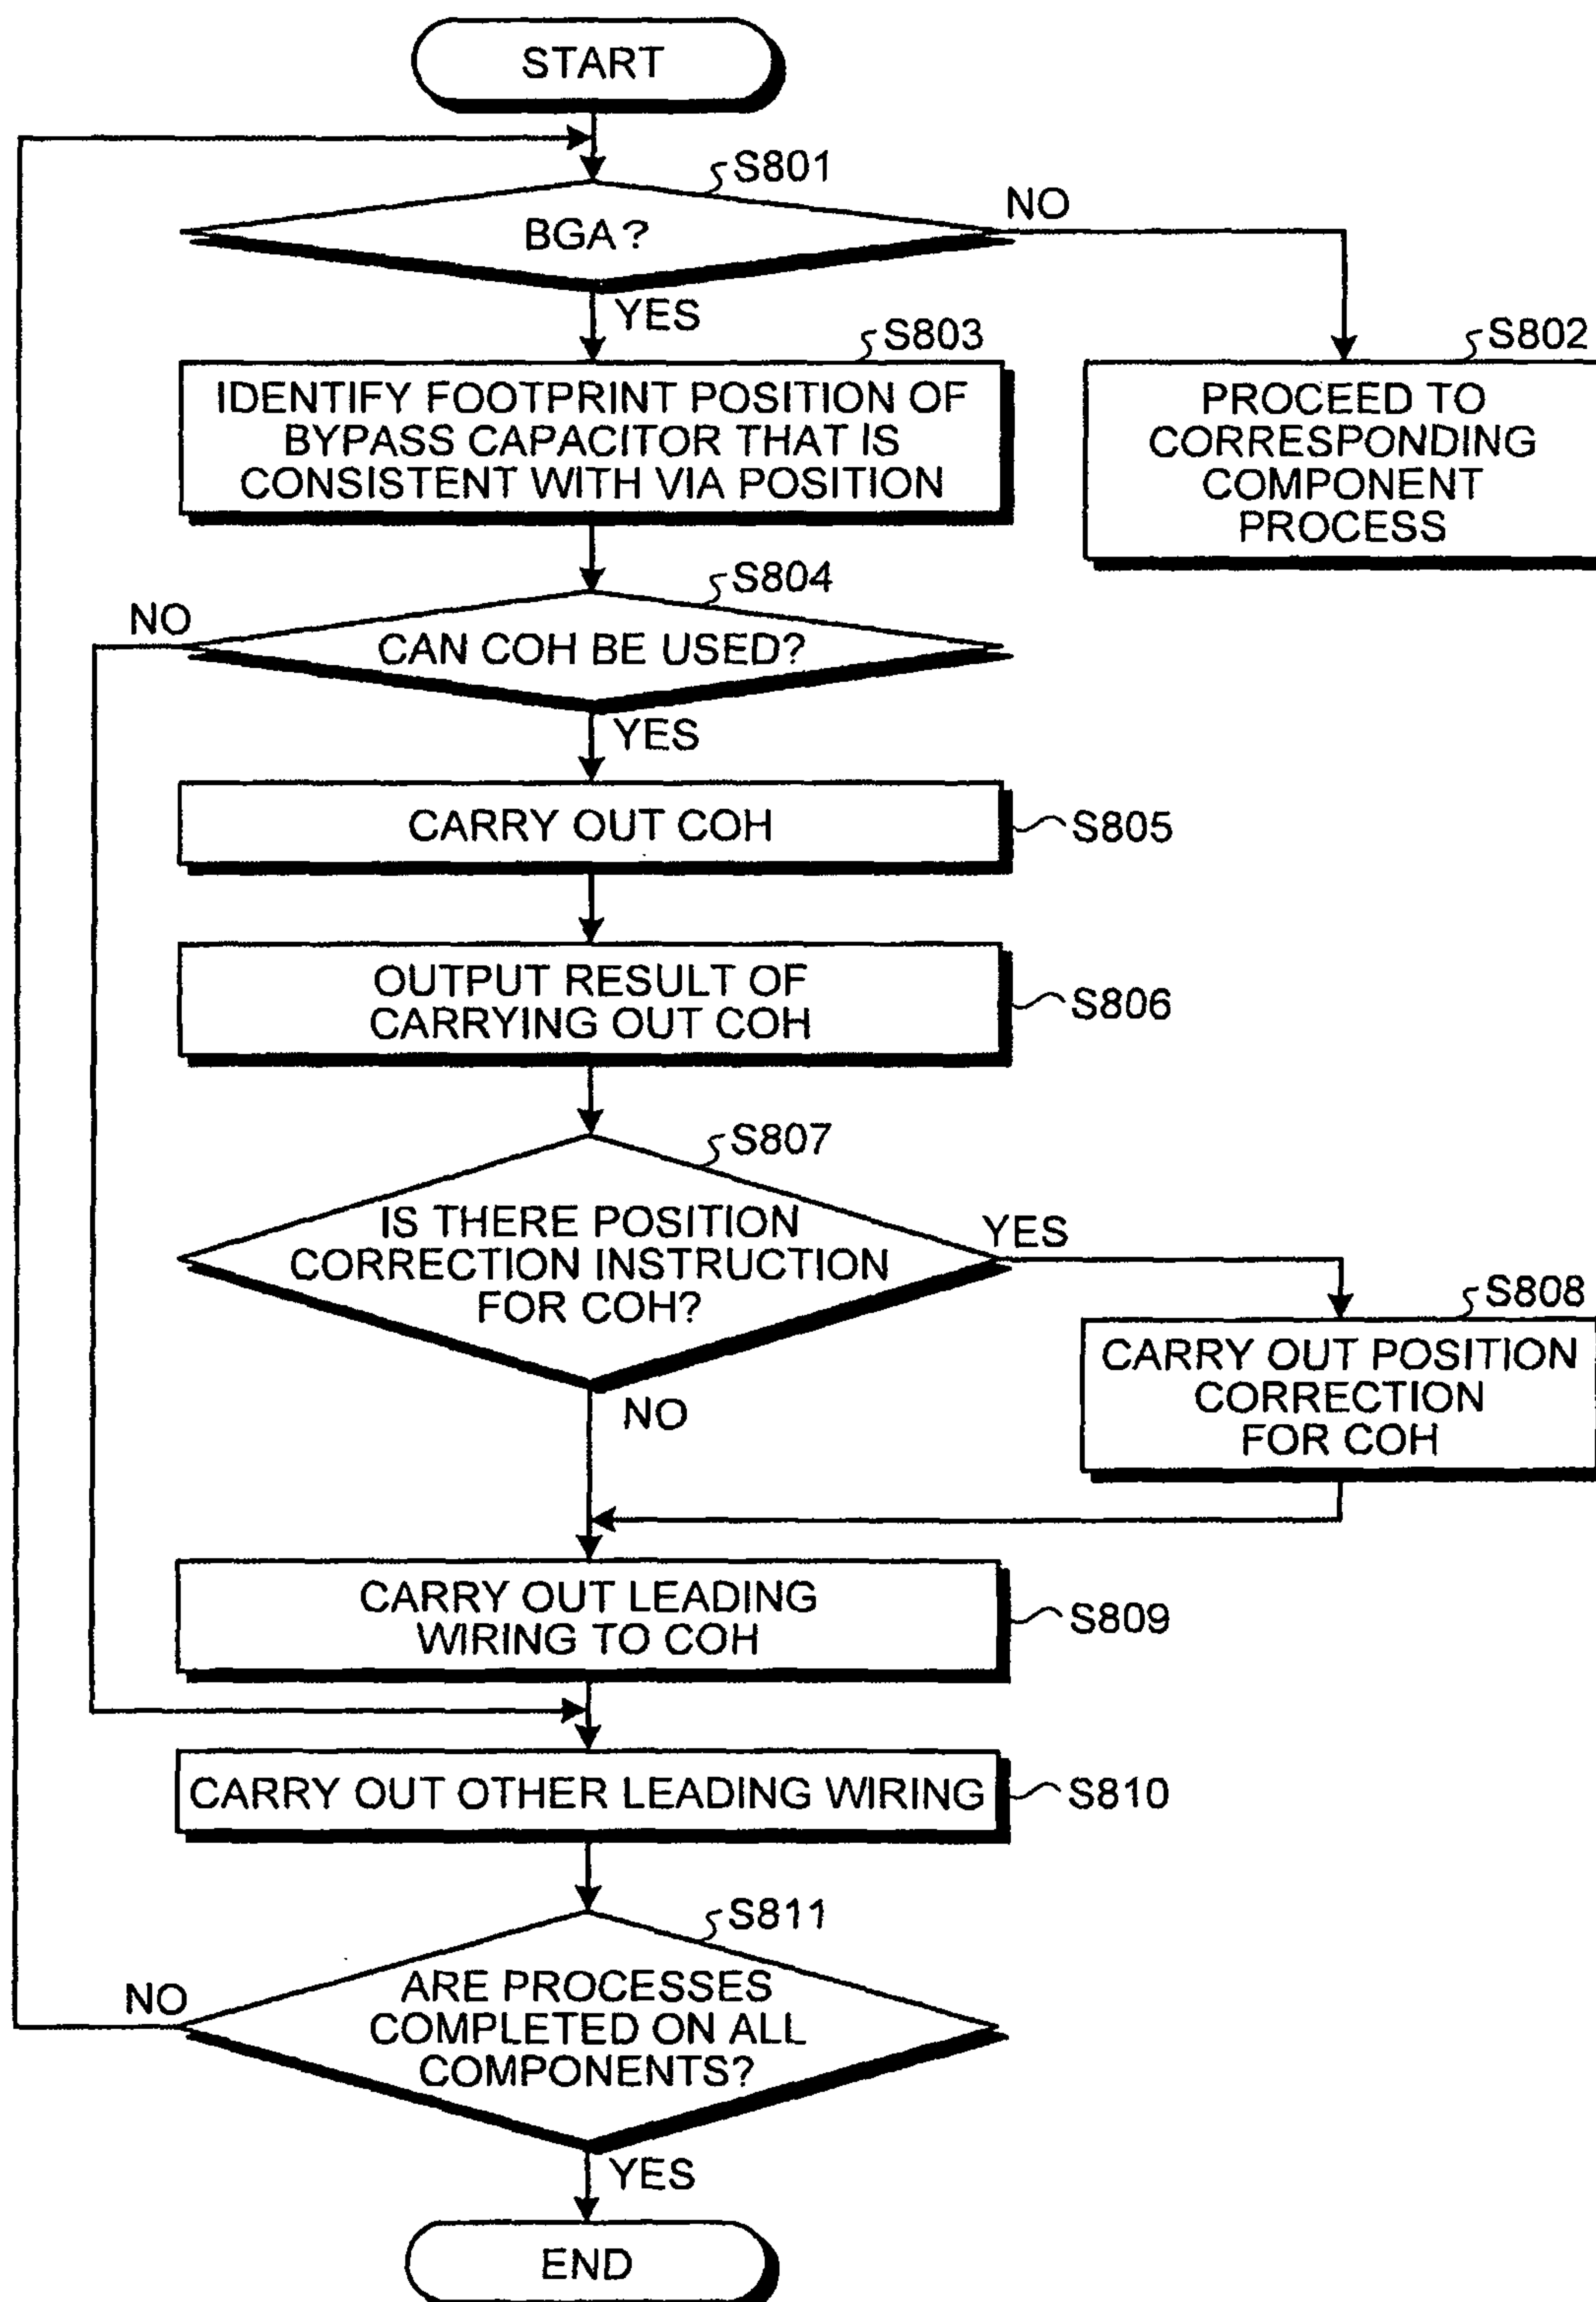 START
S801
BGA?
NO
YES
S803
IDENTIFY FOOTPRINT POSITION OF
BYPASS CAPACITOR THAT IS
CONSISTENT WITH VIA POSITION
S802
PROCEED TO
CORRESPONDING
COMPONENT
PROCESS
S804
NO
CAN COH BE USED?
YES
CARRY OUT COH
S805
OUTPUT RESULT OF
CARRYING OUT COH
S806
S807
IS THERE POSITION
CORRECTION INSTRUCTION
FOR COH?
YES
NO
S808
CARRY OUT POSITION
CORRECTION
FOR COH
CARRY OUT LEADING
WIRING TO COH
S809
CARRY OUT OTHER LEADING WIRING
S810
S811
NO
ARE PROCESSES
COMPLETED ON ALL
COMPONENTS?
YES
END